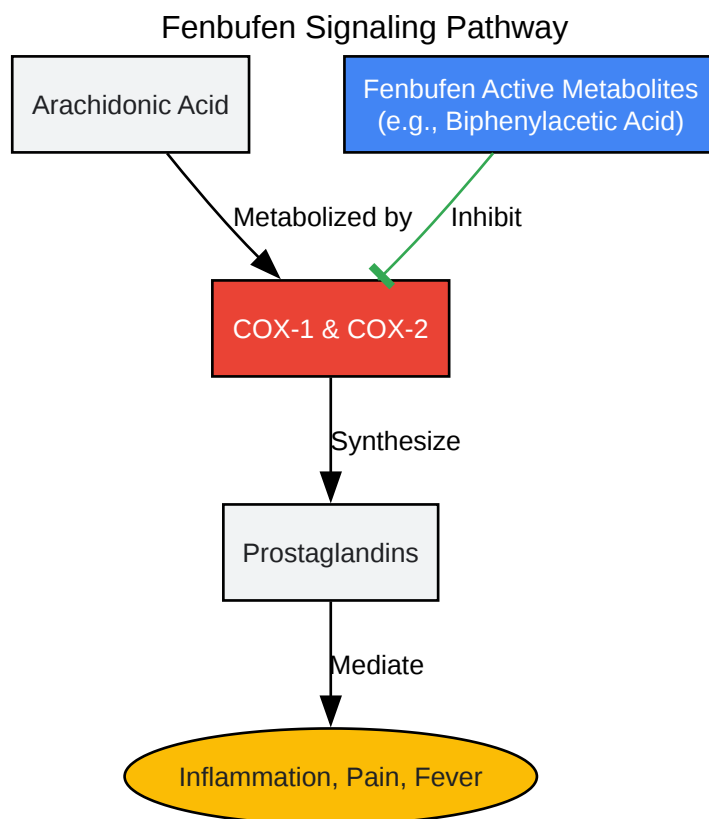 Fenbufen Signaling Pathway
Arachidonic Acid
Fenbufen Active Metabolites
(e.g., Biphenylacetic Acid)
Metabolized by
Inhibit
COX-1 & COX-2
Synthesize
Prostaglandins
Mediate
Inflammation, Pain, Fever